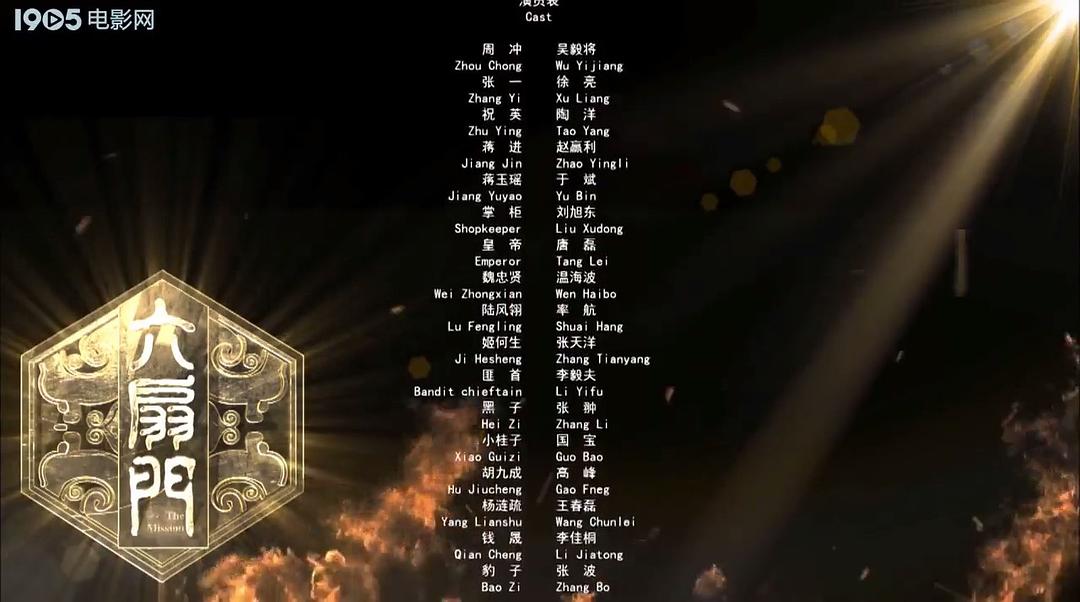 1905电影网
演员表
Cast
周 冲 吴毅将
Zhou Chong Wu Yijiang
张 一 徐 亮
Zhang Yi Xu Liang
祝 英 陶 洋
Zhu Ying Tao Yang
蒋 进 赵赢利
Jiang Jin Zhao Yingli
蒋玉瑶 于 斌
Jiang Yuyao Yu Bin
掌 柜 刘旭东
Shopkeeper Liu Xudong
皇 帝 唐 磊
Emperor Tang Lei
魏忠贤 温海波
Wei Zhongxian Wen Haibo
陆风翎 率 航
Lu Fengling Shuai Hang
姬何生 张天洋
Ji Hesheng Zhang Tianyang
匪 首 李毅夫
Bandit chieftain Li Yifu
黑 子 张 翀
Hei Zi Zhang Li
小桂子 国 宝
Xiao Guizi Guo Bao
胡九成 高 峰
Hu Jiucheng Gao Fneg
杨涟疏 王春磊
Yang Lianshu Wang Chunlei
钱 晟 李佳桐
Qian Cheng Li Jiatong
豹 子 张 波
Bao Zi Zhang Bo
六扇門
The
Mission